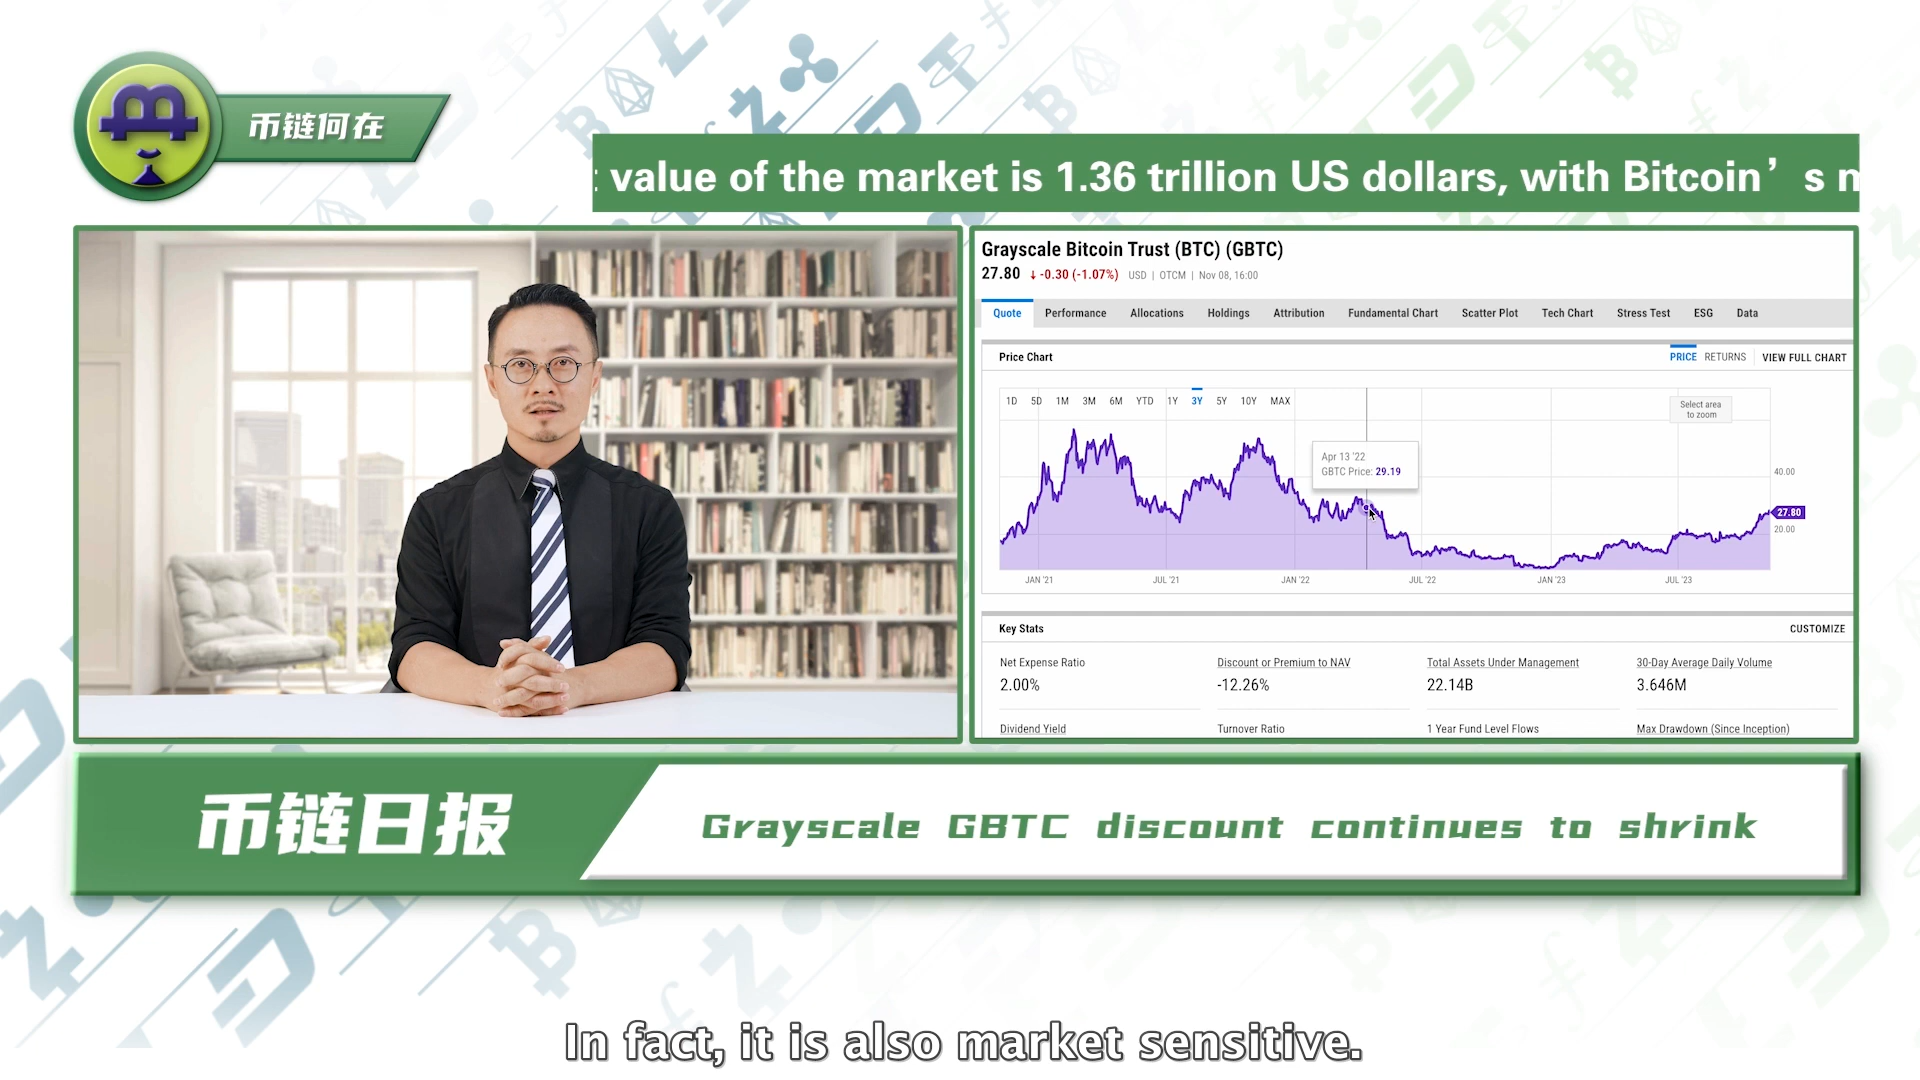 币链何在
value of the market is 1.36 trillion US dollars, with Bitcoin’s
Grayscale Bitcoin Trust (BTC) (GBTC)
27.80 ↓ -0.30 (-1.07%) USD | OTCM | Nov 08, 16:00
Quote Performance Allocations Holdings Attribution Fundamental Chart Scatter Plot Tech Chart Stress Test ESG Data
Price Chart PRICE RETURNS VIEW FULL CHART
1D 5D 1M 3M 6M YTD 1Y 3Y 5Y 10Y MAX
Select area
to zoom
Apr 13 '22
GBTC Price: 29.19
40.00
27.80
20.00
JAN '21 JUL '21 JAN '22 JUL '22 JAN '23 JUL '23
Key Stats CUSTOMIZE
Net Expense Ratio Discount or Premium to NAV Total Assets Under Management 30-Day Average Daily Volume
2.00% -12.26% 22.14B 3.646M
Dividend Yield Turnover Ratio 1 Year Fund Level Flows Max Drawdown (Since Inception)
币链日报
Grayscale GBTC discount continues to shrink
In fact, it is also market sensitive.